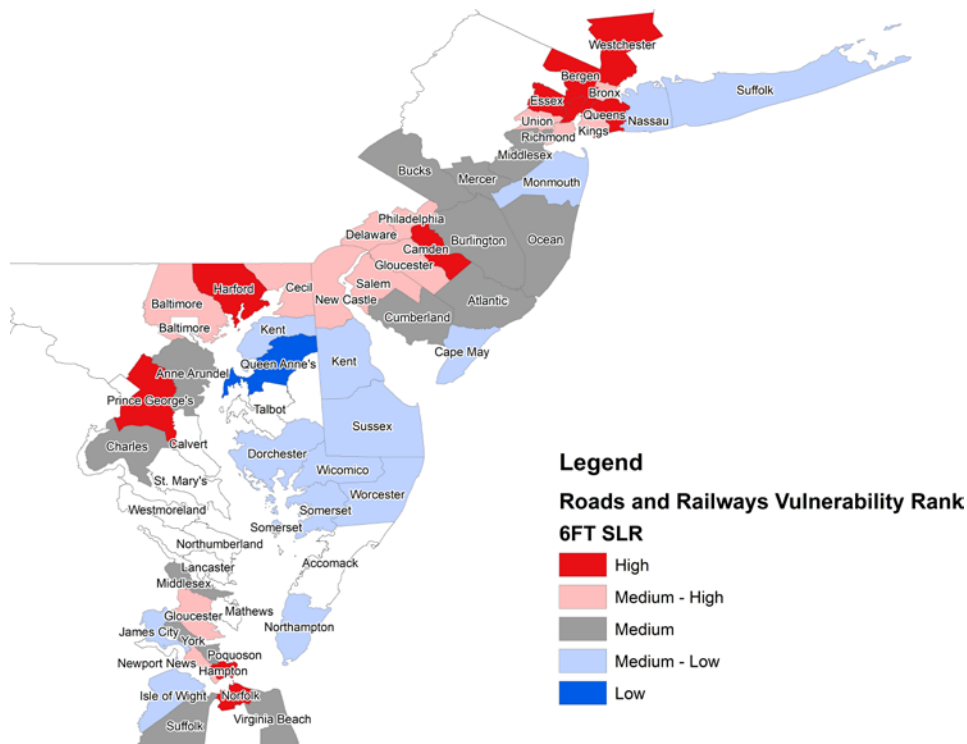 Westchester
Bergen
Suffolk
Bronx
Essex
Queens
Nassau
Union
Kings
Richmond
Middlesex
Bucks
Mercer
Monmouth
Philadelphia
Delaware
Burlington
Ocean
Camden
Gloucester
Salem
Harford
Cecil
New Castle
Atlantic
Baltimore
Cumberland
Baltimore
Kent
Cape May
Kent
Queen Anne's
Anne Arundel
Prince George's
Talbot
Sussex
Charles
Calvert
Dorchester
Wicomico
St. Mary's
Worcester
Westmoreland
Somerset
Somerset
Northumberland
Accomack
Lancaster
Middlesex
Mathews
Gloucester
Northampton
James City
York
Poquoson
Newport News
Hampton
Isle of Wight
Norfolk
Virginia Beach
Suffolk
Legend
Roads and Railways Vulnerability Rank
6FT SLR
High
Medium - High
Medium
Medium - Low
Low